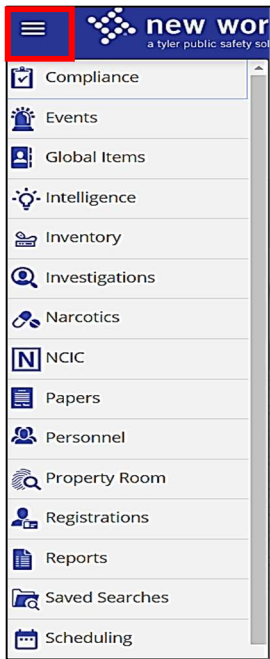 new wor
a tyler public safety sol
Compliance
Events
Global Items
Intelligence
Inventory
Investigations
Narcotics
N NCIC
Papers
Personnel
Property Room
Registrations
Reports
Saved Searches
Scheduling